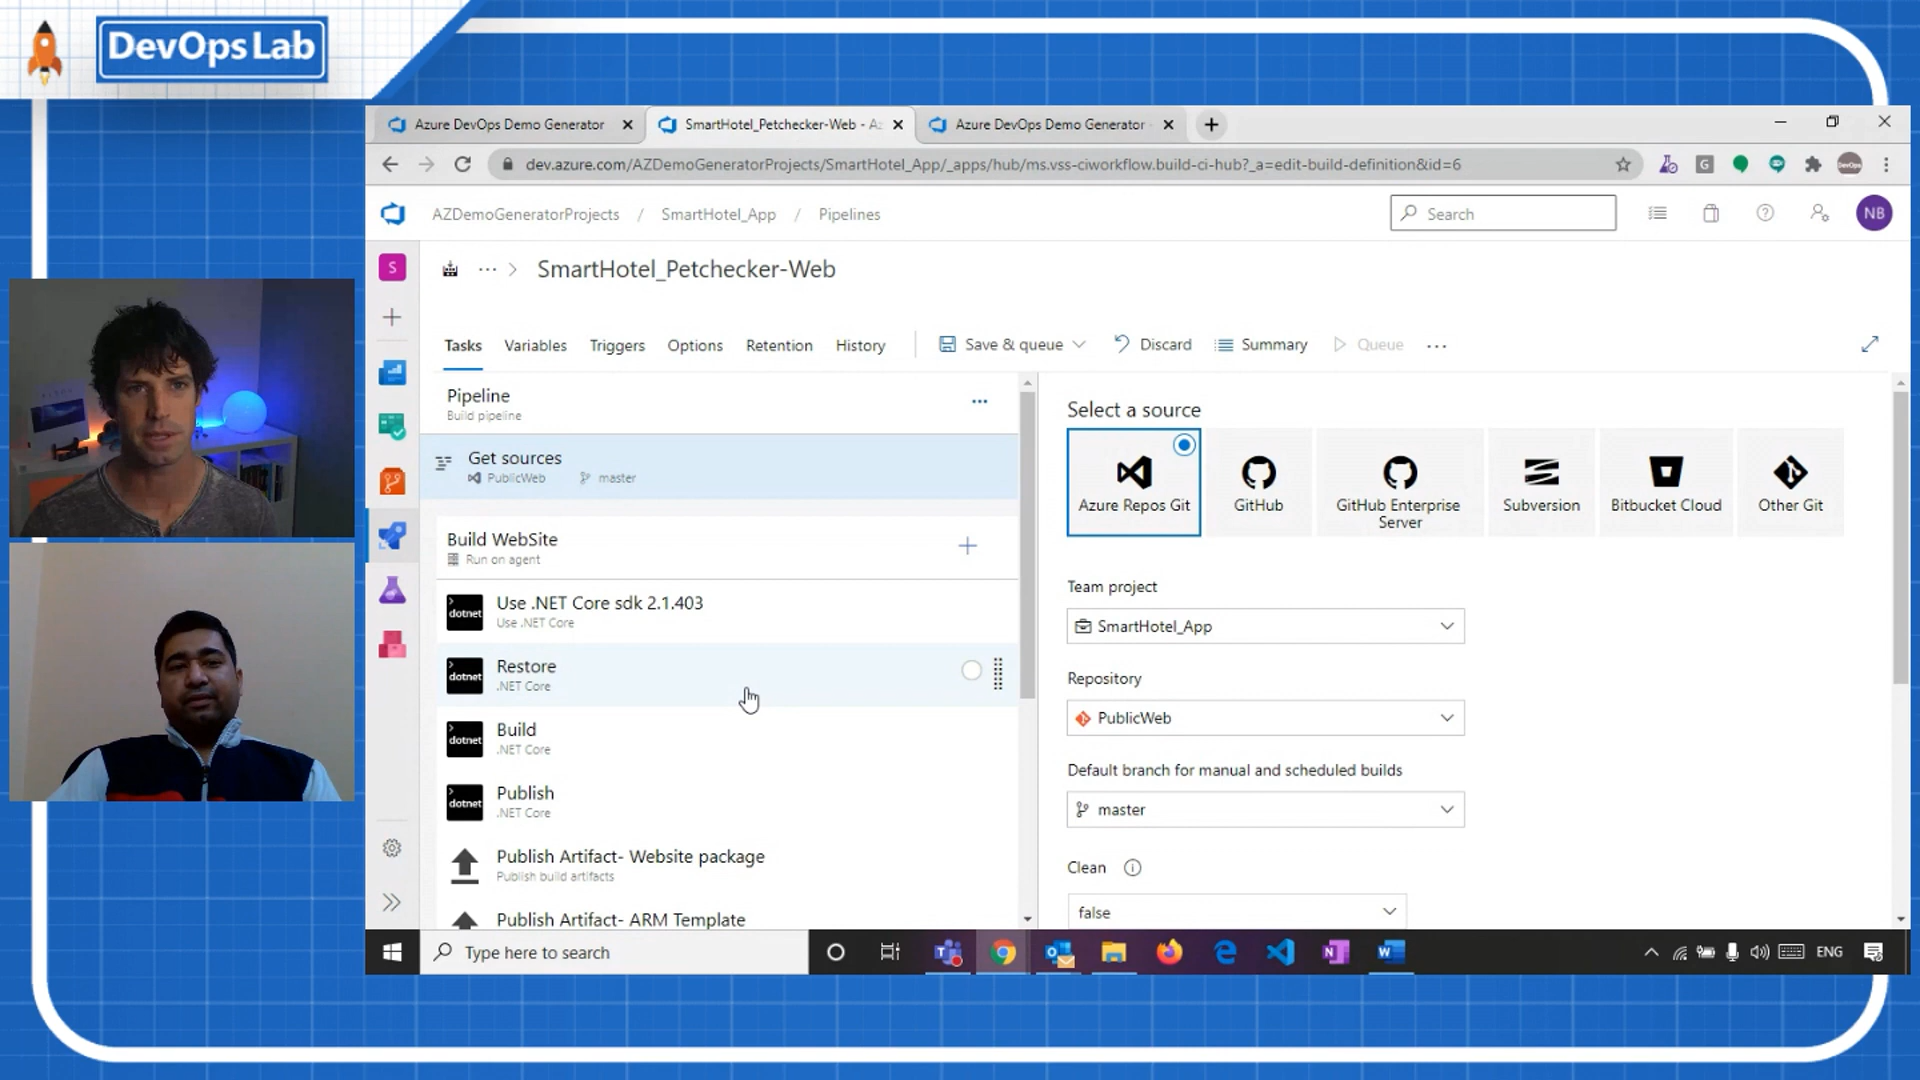 DevOps Lab
Azure DevOps Demo Generator
SmartHotel_Petchecker-Web - Az
Azure DevOps Demo Generator
dev.azure.com/AZDemoGeneratorProjects/SmartHotel_App/_apps/hub/ms.vss-ciworkflow.build-ci-hub?_a=edit-build-definition&id=6
AZDemoGeneratorProjects / SmartHotel_App / Pipelines
Search
NB
S
... > SmartHotel_Petchecker-Web
Tasks Variables Triggers Options Retention History Save & queue Discard Summary Queue ...
Pipeline
Build pipeline
Get sources
PublicWeb master
Build WebSite
Run on agent
dotnet Use .NET Core sdk 2.1.403
Use .NET Core
dotnet Restore
.NET Core
dotnet Build
.NET Core
dotnet Publish
.NET Core
Publish Artifact- Website package
Publish build artifacts
Publish Artifact- ARM Template
Select a source
Azure Repos Git
GitHub
GitHub Enterprise
Server
Subversion
Bitbucket Cloud
Other Git
Team project
SmartHotel_App
Repository
PublicWeb
Default branch for manual and scheduled builds
master
Clean
false
Type here to search
ENG